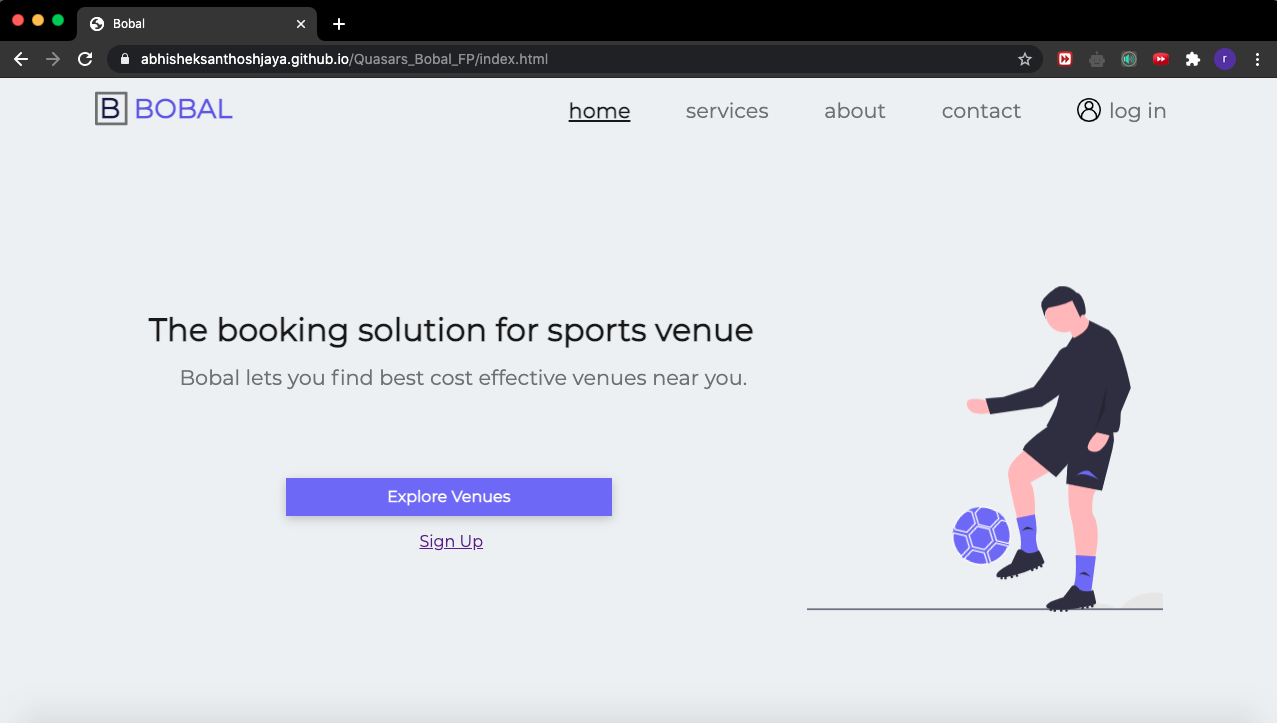 Bobal
abhisheksanthoshjaya.github.io/Quasars_Bobal_FP/index.html
r
B BOBAL
home
services
about
contact
log in
The booking solution for sports venue
Bobal lets you find best cost effective venues near you.
Explore Venues
Sign Up